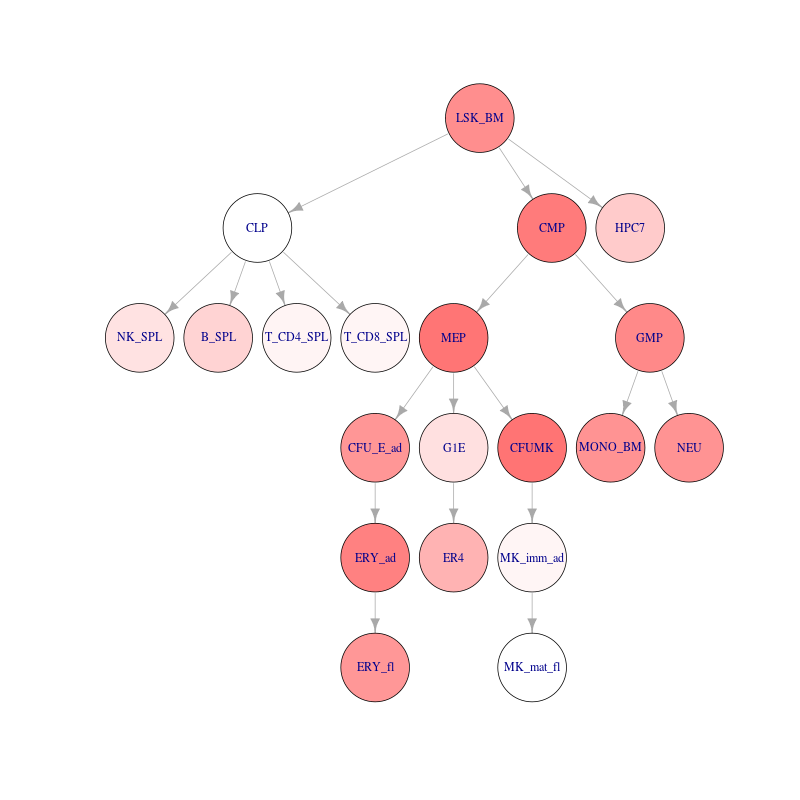 LSK_BM
CLP
CMP
HPC7
NK_SPL
B_SPL
T_CD4_SPL
T_CD8_SPL
MEP
GMP
CFU_E_ad
G1E
CFUMK
MONO_BM
NEU
ERY_ad
ER4
MK_imm_ad
ERY_fl
MK_mat_fl